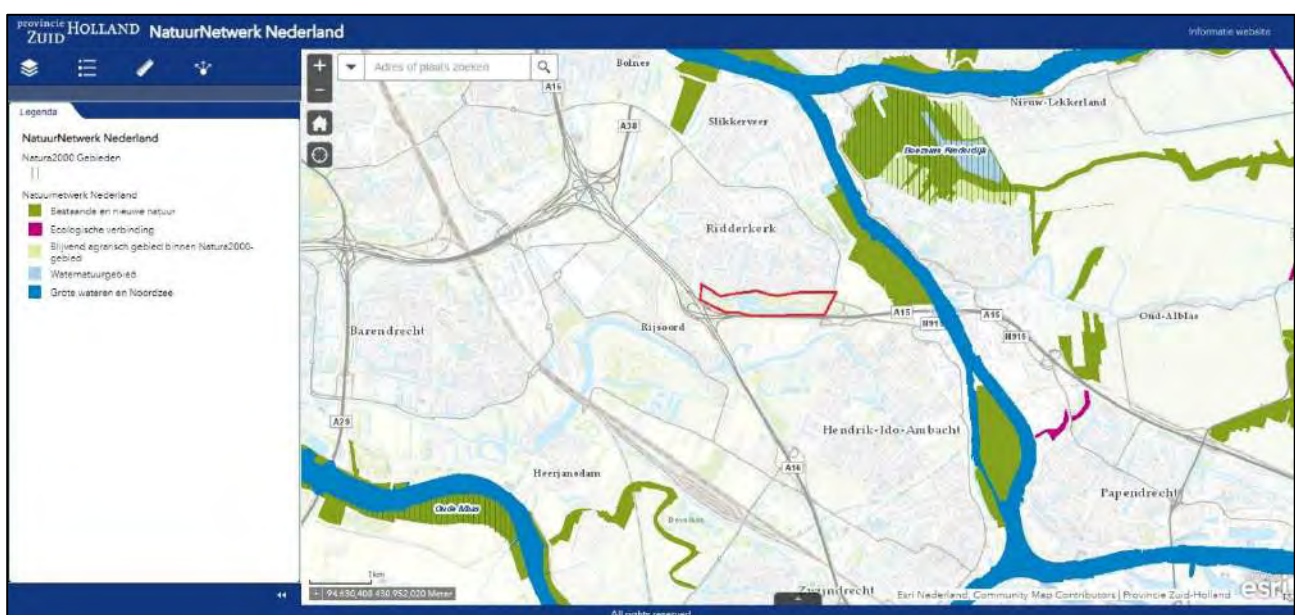 provincie ZUID HOLLAND NatuurNetwerk Nederland
Informatie website
Legenda
NatuurNetwerk Nederland
Natura2000 Gebieden
Natuurnetwerk Nederland
Bestaande en nieuwe natuur
Ecologische verbinding
Blijvend agrarisch gebied binnen Natura2000-
gebied
Waternatuurgebied
Grote wateren en Noordzee
Adres of plaats zoeken
Bolnes
A16
A38
Slikkerveer
Nieuw-Lekkerland
Boezems Kinderdijk
Ridderkerk
Rijsoord
Barendrecht
A15
N915
A15
N915
Oud-Alblas
A29
Hendrik-Ido-Ambacht
A16
Heerjansdam
Papendrecht
Oude Maas
Devel
Zwijndrecht
1km
94.630,408 430.952,020 Meter
Esri Nederland, Community Map Contributors | Provincie Zuid-Holland
esri
All rights reserved